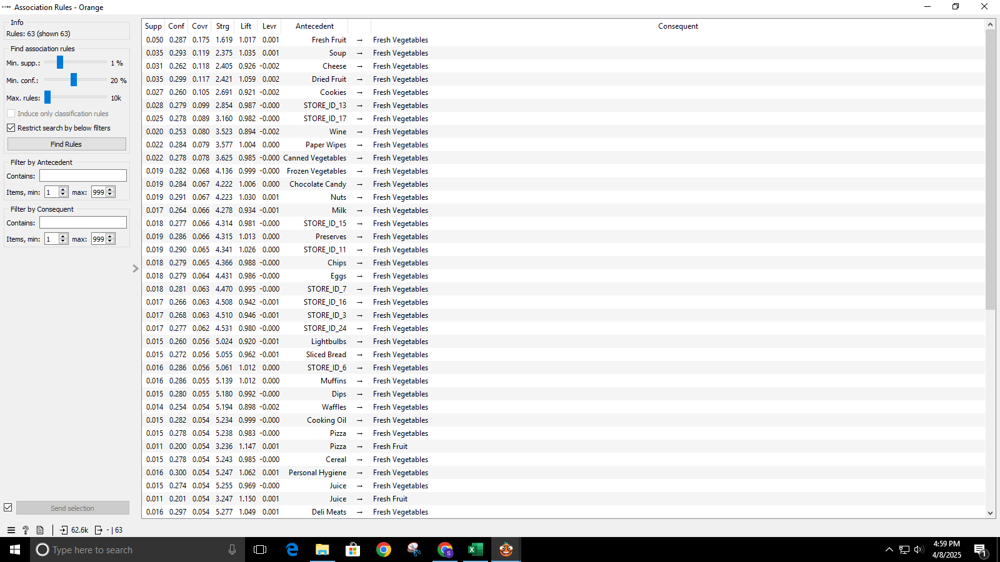 Association Rules - Orange
Info
Rules: 63 (shown 63)
Find association rules
Min. supp.: 1 %
Min. conf.: 20 %
Max. rules: 10k
Induce only classification rules
Restrict search by below filters
Find Rules
Filter by Antecedent
Contains:
Items, min: 1 max: 999
Filter by Consequent
Contains:
Items, min: 1 max: 999
Send selection
62.6k - | 63
Supp Conf Covr Strg Lift Levr Antecedent Consequent
0.050 0.287 0.175 1.619 1.017 0.001 Fresh Fruit → Fresh Vegetables
0.035 0.293 0.119 2.375 1.035 0.001 Soup → Fresh Vegetables
0.031 0.262 0.118 2.405 0.926 -0.002 Cheese → Fresh Vegetables
0.035 0.299 0.117 2.421 1.059 0.002 Dried Fruit → Fresh Vegetables
0.027 0.260 0.105 2.691 0.921 -0.002 Cookies → Fresh Vegetables
0.028 0.279 0.099 2.854 0.987 -0.000 STORE_ID_13 → Fresh Vegetables
0.025 0.278 0.089 3.160 0.982 -0.000 STORE_ID_17 → Fresh Vegetables
0.020 0.253 0.080 3.523 0.894 -0.002 Wine → Fresh Vegetables
0.022 0.284 0.079 3.577 1.004 0.000 Paper Wipes → Fresh Vegetables
0.022 0.278 0.078 3.625 0.985 -0.000 Canned Vegetables → Fresh Vegetables
0.019 0.282 0.068 4.136 0.999 -0.000 Frozen Vegetables → Fresh Vegetables
0.019 0.284 0.067 4.222 1.006 0.000 Chocolate Candy → Fresh Vegetables
0.019 0.291 0.067 4.223 1.030 0.001 Nuts → Fresh Vegetables
0.017 0.264 0.066 4.278 0.934 -0.001 Milk → Fresh Vegetables
0.018 0.277 0.066 4.314 0.981 -0.000 STORE_ID_15 → Fresh Vegetables
0.019 0.286 0.066 4.315 1.013 0.000 Preserves → Fresh Vegetables
0.019 0.290 0.065 4.341 1.026 0.000 STORE_ID_11 → Fresh Vegetables
0.018 0.279 0.065 4.366 0.988 -0.000 Chips → Fresh Vegetables
0.018 0.279 0.064 4.431 0.986 -0.000 Eggs → Fresh Vegetables
0.018 0.281 0.063 4.470 0.995 -0.000 STORE_ID_7 → Fresh Vegetables
0.017 0.266 0.063 4.508 0.942 -0.001 STORE_ID_16 → Fresh Vegetables
0.017 0.268 0.063 4.510 0.946 -0.001 STORE_ID_3 → Fresh Vegetables
0.017 0.277 0.062 4.531 0.980 -0.000 STORE_ID_24 → Fresh Vegetables
0.015 0.260 0.056 5.024 0.920 -0.001 Lightbulbs → Fresh Vegetables
0.015 0.272 0.056 5.055 0.962 -0.001 Sliced Bread → Fresh Vegetables
0.016 0.286 0.056 5.061 1.012 0.000 STORE_ID_6 → Fresh Vegetables
0.016 0.286 0.055 5.139 1.012 0.000 Muffins → Fresh Vegetables
0.015 0.280 0.055 5.180 0.992 -0.000 Dips → Fresh Vegetables
0.014 0.254 0.054 5.194 0.898 -0.002 Waffles → Fresh Vegetables
0.015 0.282 0.054 5.234 0.999 -0.000 Cooking Oil → Fresh Vegetables
0.015 0.278 0.054 5.238 0.983 -0.000 Pizza → Fresh Vegetables
0.011 0.200 0.054 3.236 1.147 0.001 Pizza → Fresh Fruit
0.015 0.278 0.054 5.243 0.985 -0.000 Cereal → Fresh Vegetables
0.016 0.300 0.054 5.247 1.062 0.001 Personal Hygiene → Fresh Vegetables
0.015 0.274 0.054 5.255 0.969 -0.000 Juice → Fresh Vegetables
0.011 0.201 0.054 3.247 1.150 0.001 Juice → Fresh Fruit
0.016 0.297 0.054 5.277 1.049 0.001 Deli Meats → Fresh Vegetables
Type here to search
4:59 PM
4/8/2025
1